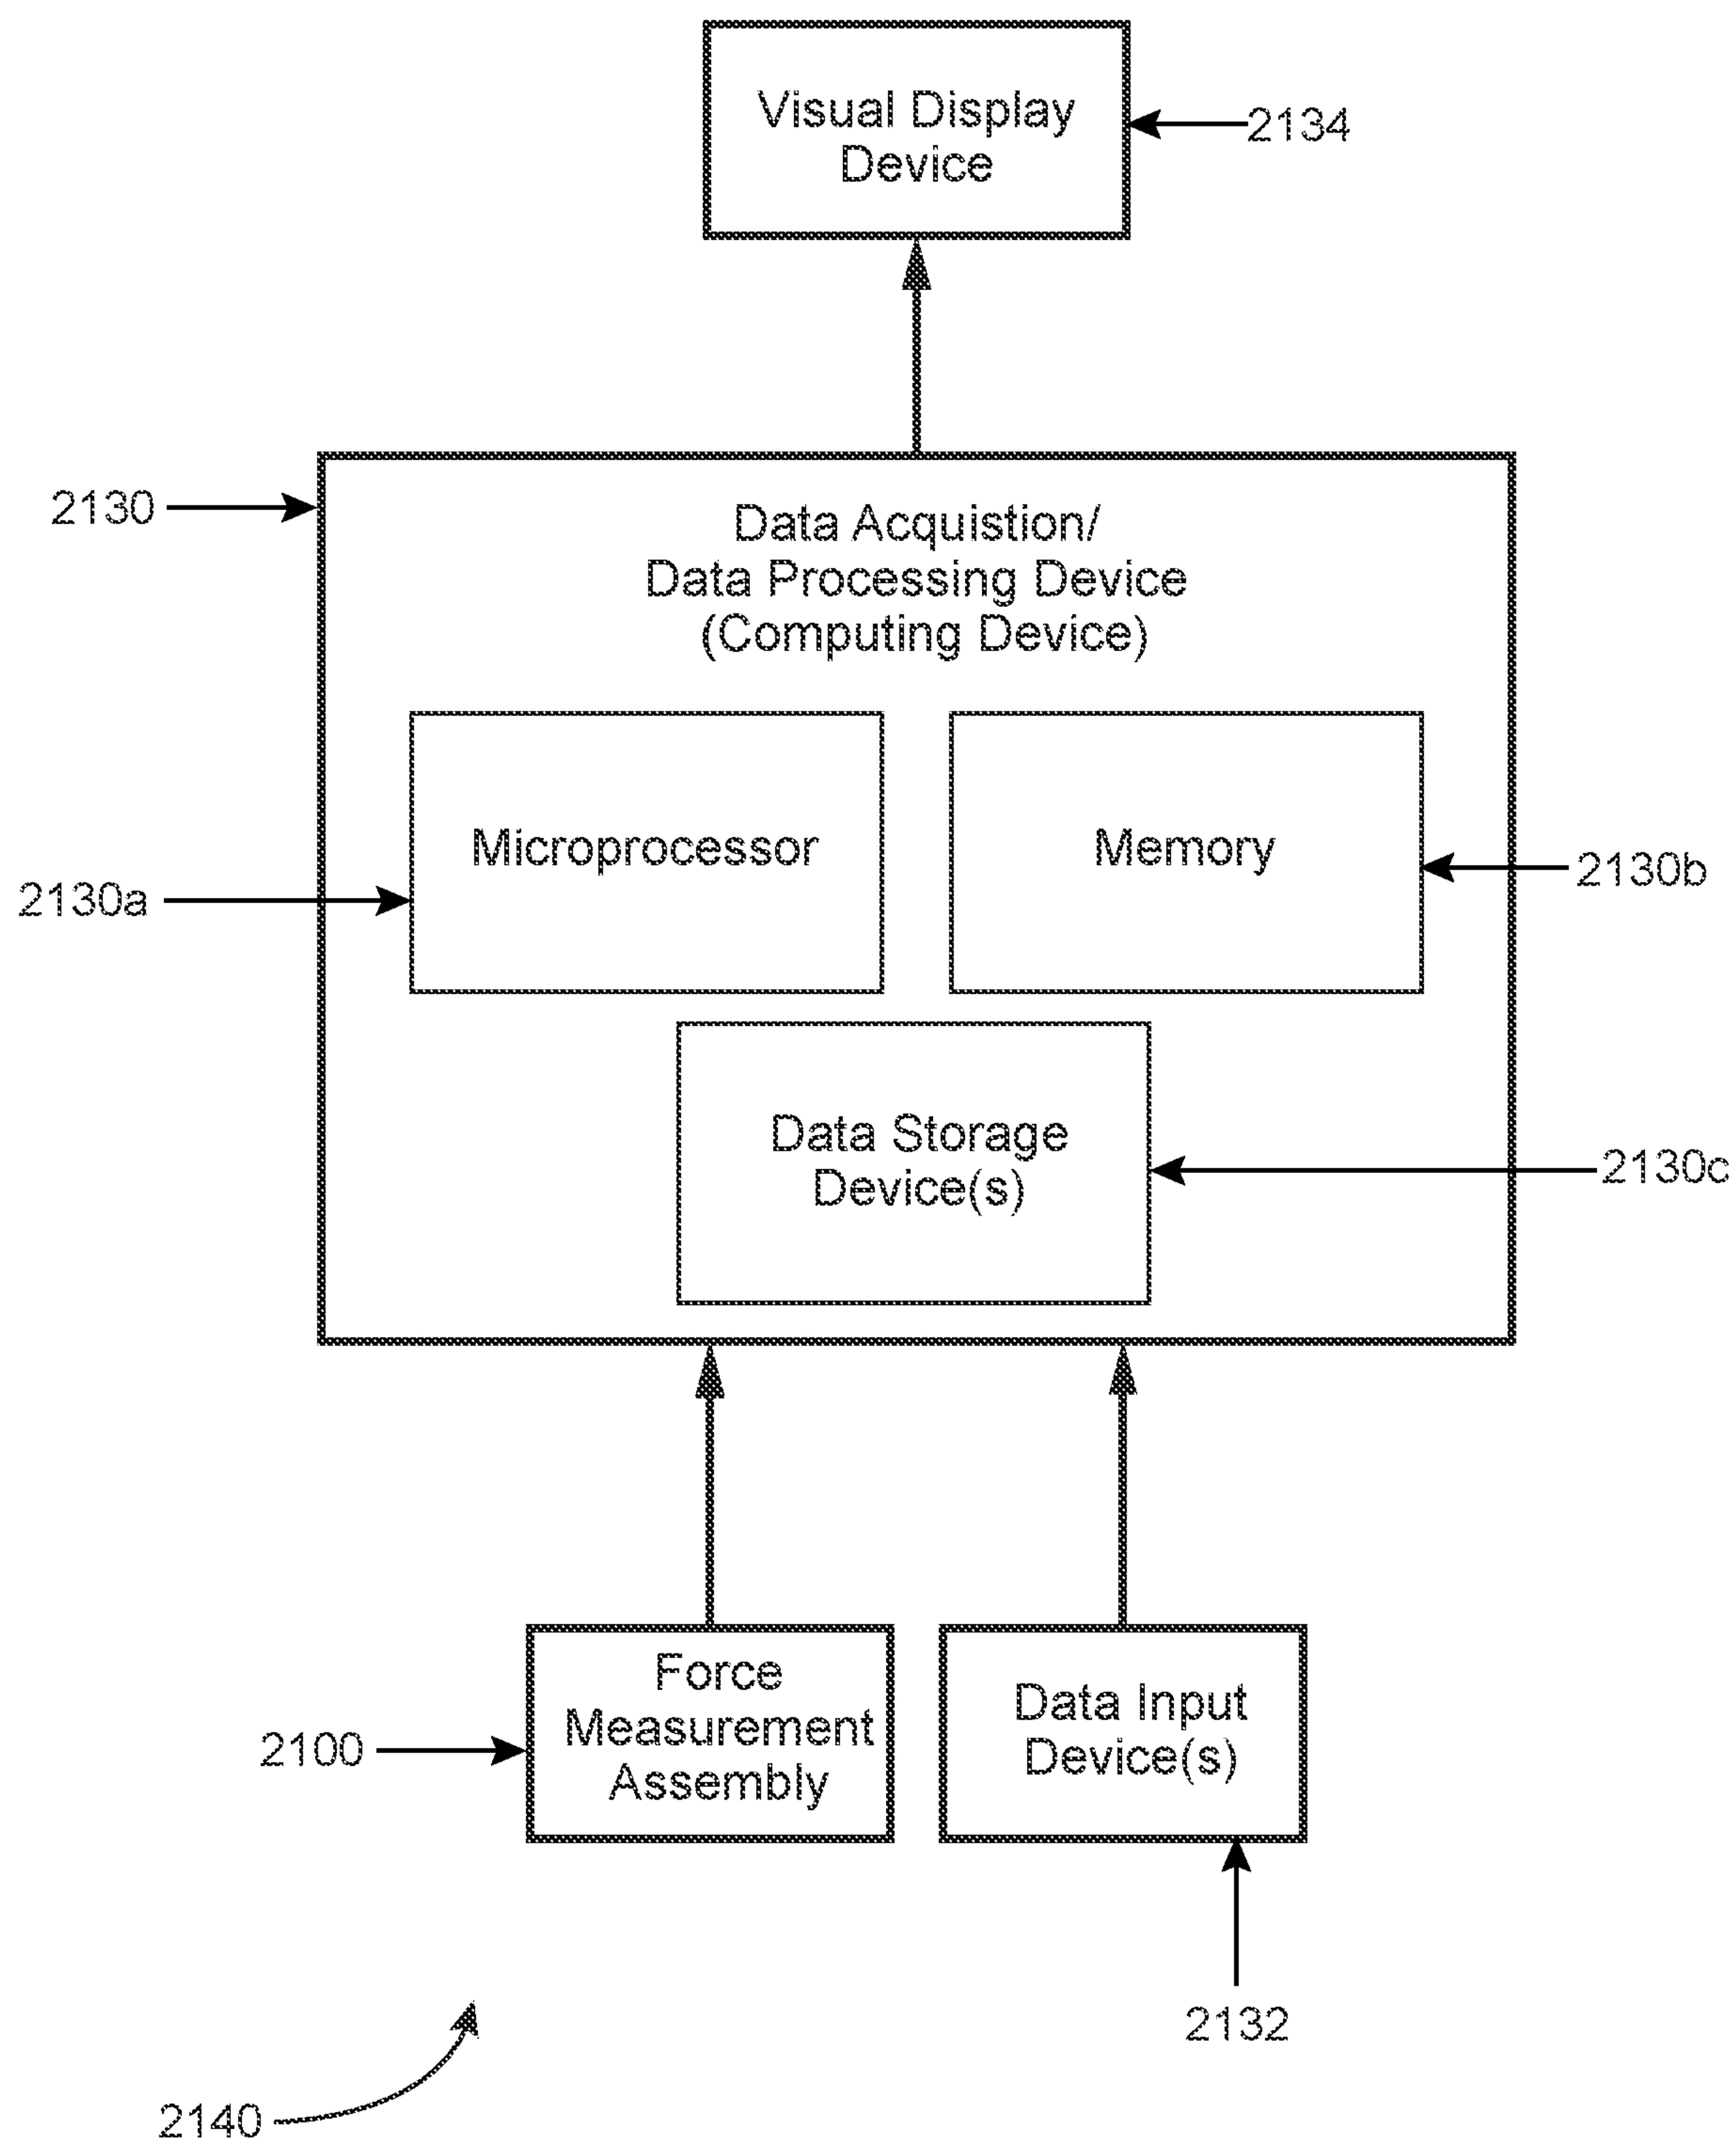 Visual Display
Device
2134
2130
Data Acquistion/
Data Processing Device
(Computing Device)
Microprocessor
Memory
2130a
2130b
Data Storage
Device(s)
2130c
Force
Measurement
Assembly
2100
Data Input
Device(s)
2132
2140